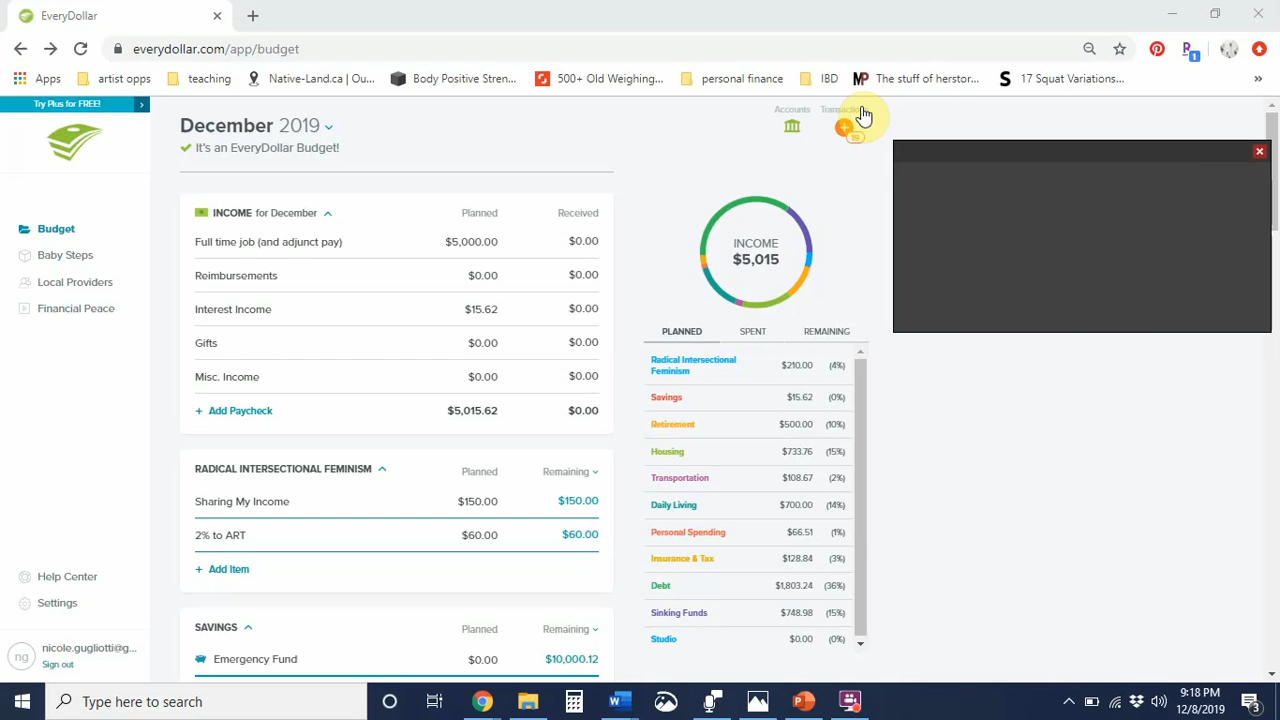 EveryDollar
everydollar.com/app/budget
1
Apps
artist opps
teaching
Native-Land.ca | Ou...
Body Positive Stren...
500+ Old Weighing...
personal finance
IBD
MP
The stuff of herstor...
S
17 Squat Variations...
»
Try Plus for FREE!
Budget
Baby Steps
Local Providers
Financial Peace
Help Center
Settings
ng
nicole.gugliotti@g...
Sign out
December 2019
It's an EveryDollar Budget!
Accounts
19
INCOME for December Planned Received
Full time job (and adjunct pay) $5,000.00 $0.00
Reimbursements $0.00 $0.00
Interest Income $15.62 $0.00
Gifts $0.00 $0.00
Misc. Income $0.00 $0.00
+ Add Paycheck $5,015.62 $0.00
RADICAL INTERSECTIONAL FEMINISM Planned Remaining
Sharing My Income $150.00 $150.00
2% to ART $60.00 $60.00
+ Add Item
SAVINGS Planned Remaining
Emergency Fund $0.00 $10,000.12
INCOME
$5,015
PLANNED SPENT REMAINING
Radical Intersectional
Feminism $210.00 (4%)
Savings $15.62 (0%)
Retirement $500.00 (10%)
Housing $733.76 (15%)
Transportation $108.67 (2%)
Daily Living $700.00 (14%)
Personal Spending $66.51 (1%)
Insurance & Tax $128.84 (3%)
Debt $1,803.24 (36%)
Sinking Funds $748.98 (15%)
Studio $0.00 (0%)
Type here to search
9:18 PM
12/8/2019
3